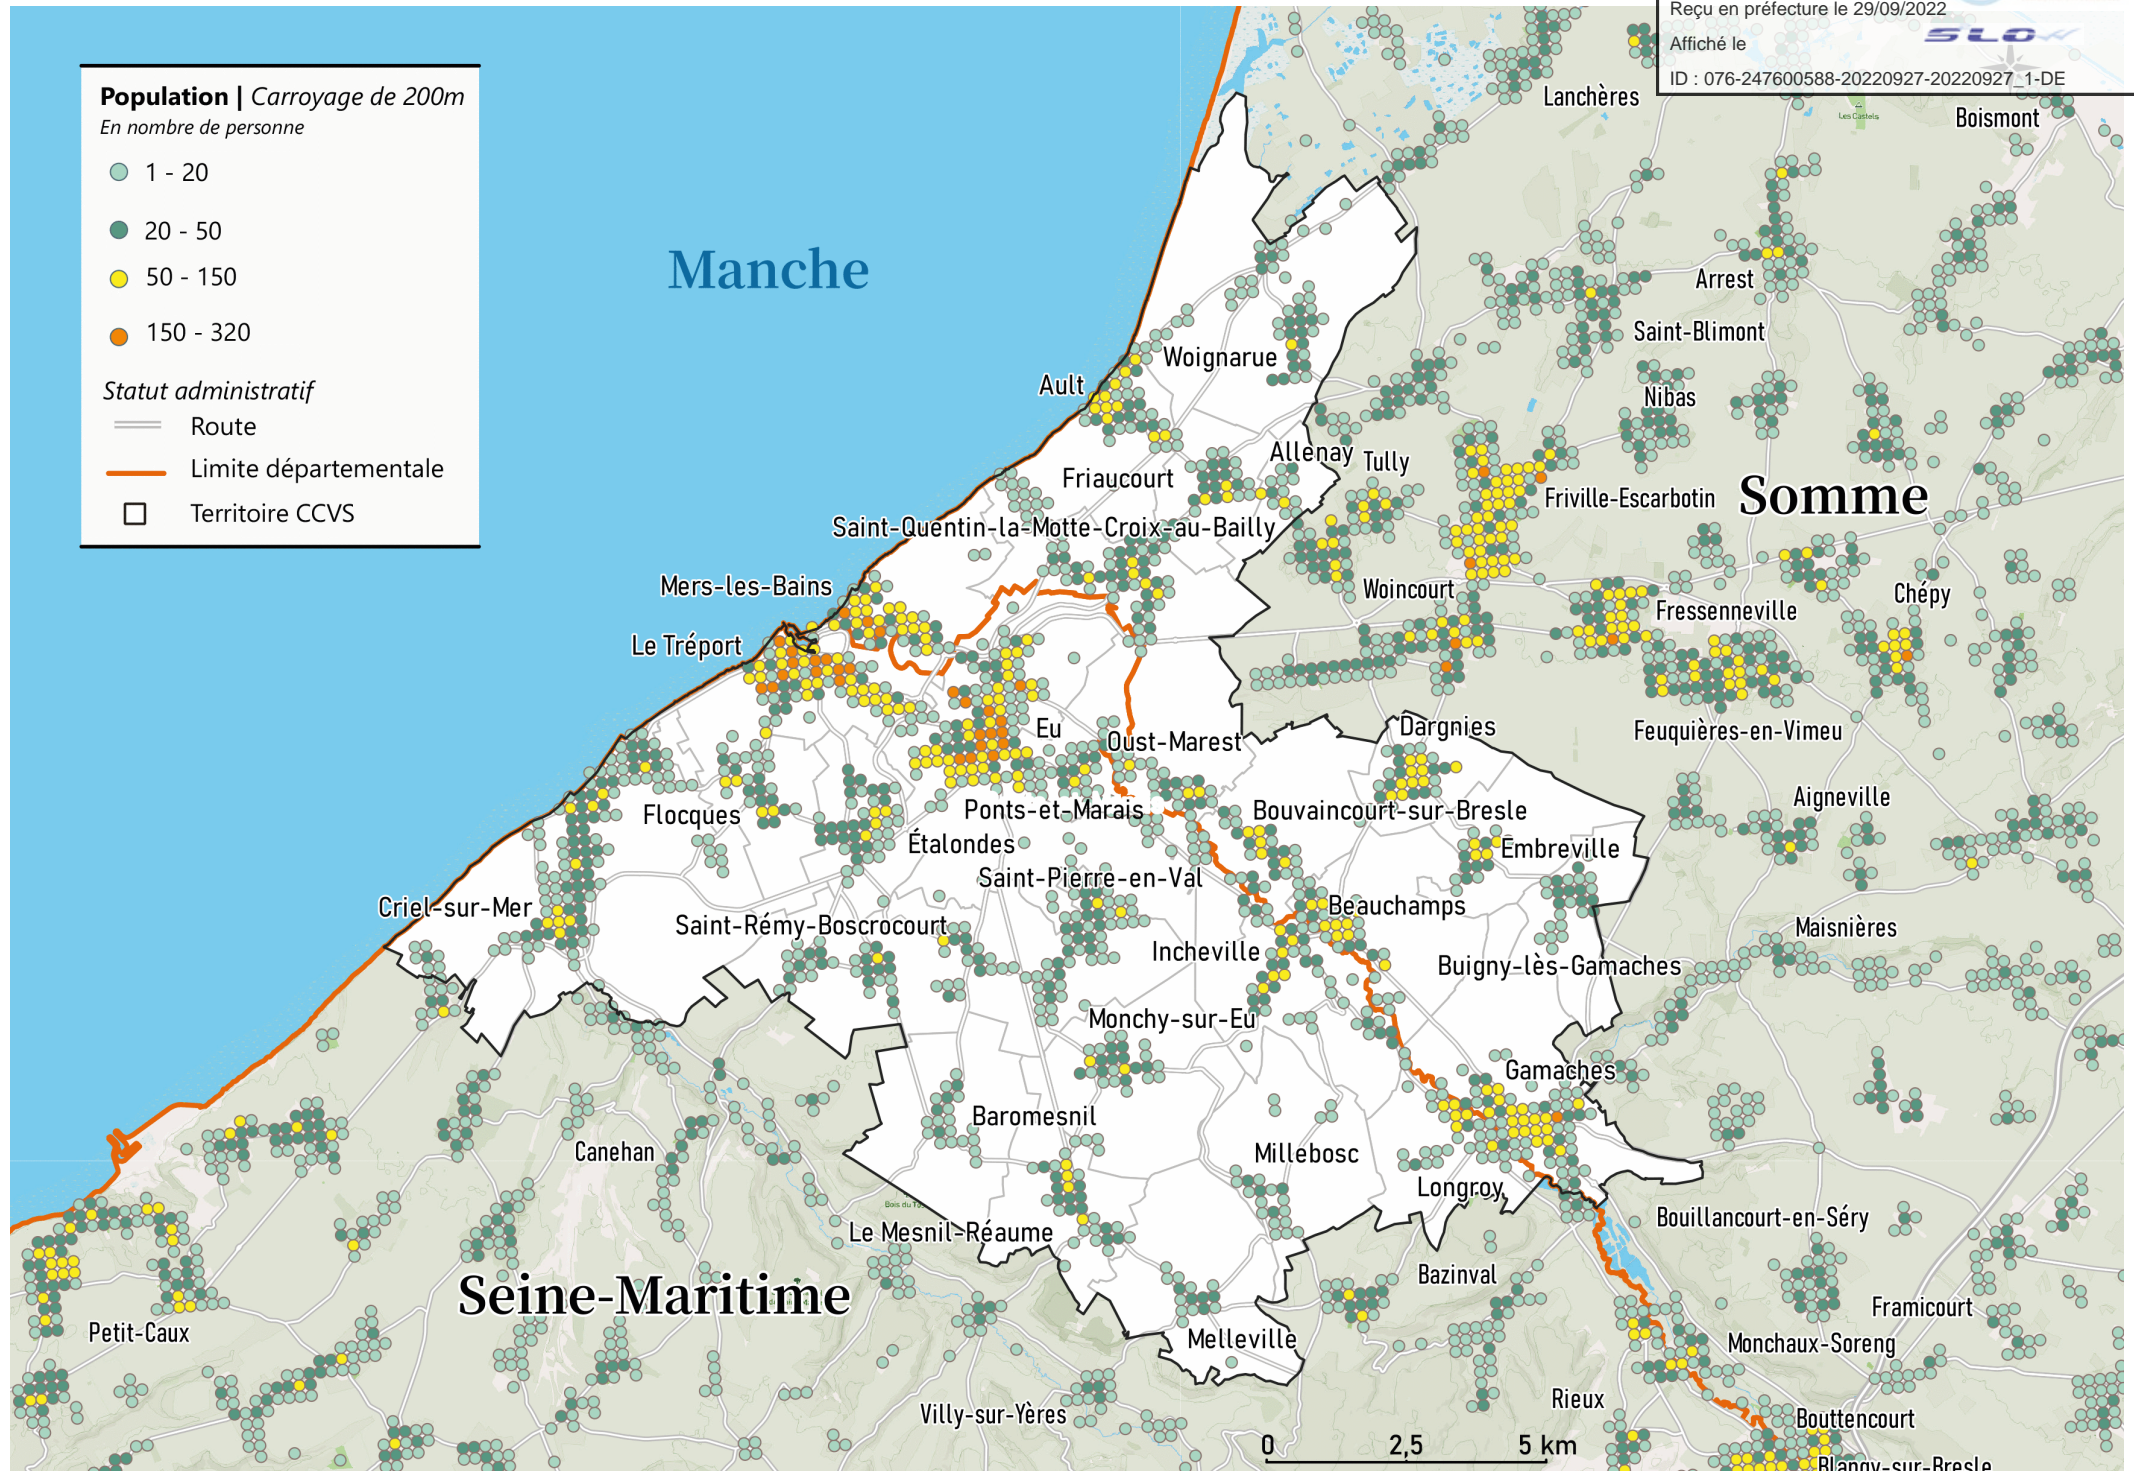 Reçu en préfecture le 29/09/2022
Affiché le
SLO
ID : 076-247600588-20220927-20220927_1-DE
Population | Carroyage de 200m
En nombre de personne
1 - 20
20 - 50
50 - 150
150 - 320
Statut administratif
Route
Limite départementale
Territoire CCVS
Manche
Lanchères
Les Castels
Boismont
Arrest
Saint-Blimont
Woignarue
Ault
Nibas
Allenay
Tully
Friaucourt
Friville-Escarbotin
Somme
Saint-Quentin-la-Motte-Croix-au-Bailly
Mers-les-Bains
Woincourt
Chépy
Fressenneville
Le Tréport
Eu
Oust-Marest
Dargnies
Feuquières-en-Vimeu
Flocques
Ponts-et-Marais
Bouvaincourt-sur-Bresle
Aigneville
Étalondes
Embreville
Saint-Pierre-en-Val
Criel-sur-Mer
Beauchamps
Saint-Rémy-Boscrocourt
Maisnières
Incheville
Buigny-lès-Gamaches
Monchy-sur-Eu
Gamaches
Baromesnil
Canehan
Millebosc
Longroy
Le Mesnil-Réaume
Bouillancourt-en-Séry
Seine-Maritime
Bazinval
Petit-Caux
Framicourt
Melleville
Monchaux-Soreng
Rieux
Villy-sur-Yères
Bouttencourt
0 2,5 5 km
Blangy-sur-Bresle